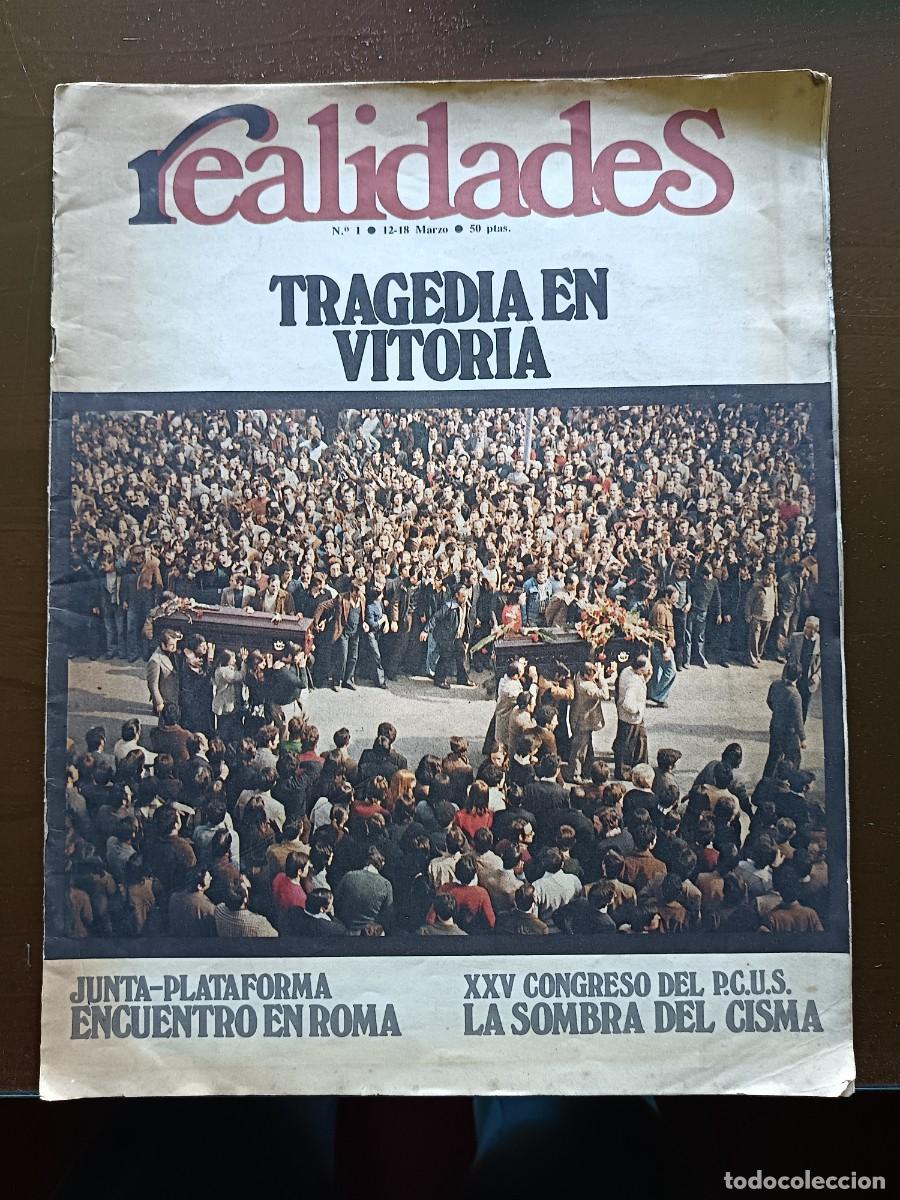 realidadeS
N.º 1 ● 12-18 Marzo ● 50 ptas.
TRAGEDIA EN
VITORIA
JUNTA-PLATAFORMA
ENCUENTRO EN ROMA
XXV CONGRESO DEL P.C.U.S.
LA SOMBRA DEL CISMA
todocoleccion